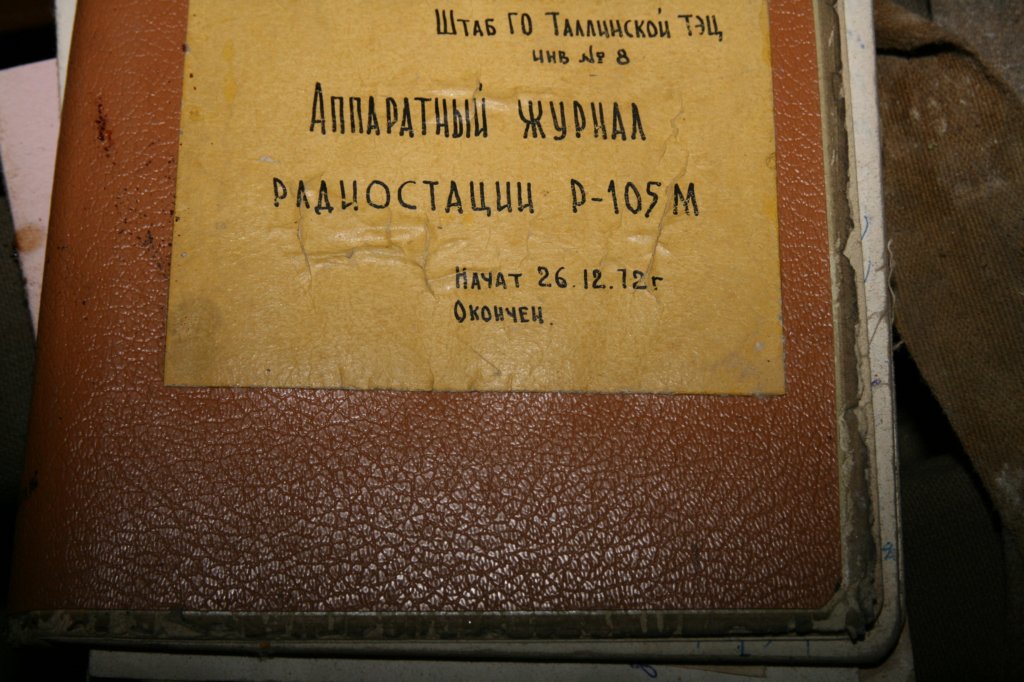 Штаб ГО Таллинской ТЭЦ
инв № 8
Аппаратный журнал
радиостации Р-105М
Начат 26.12.72г
Окончен.